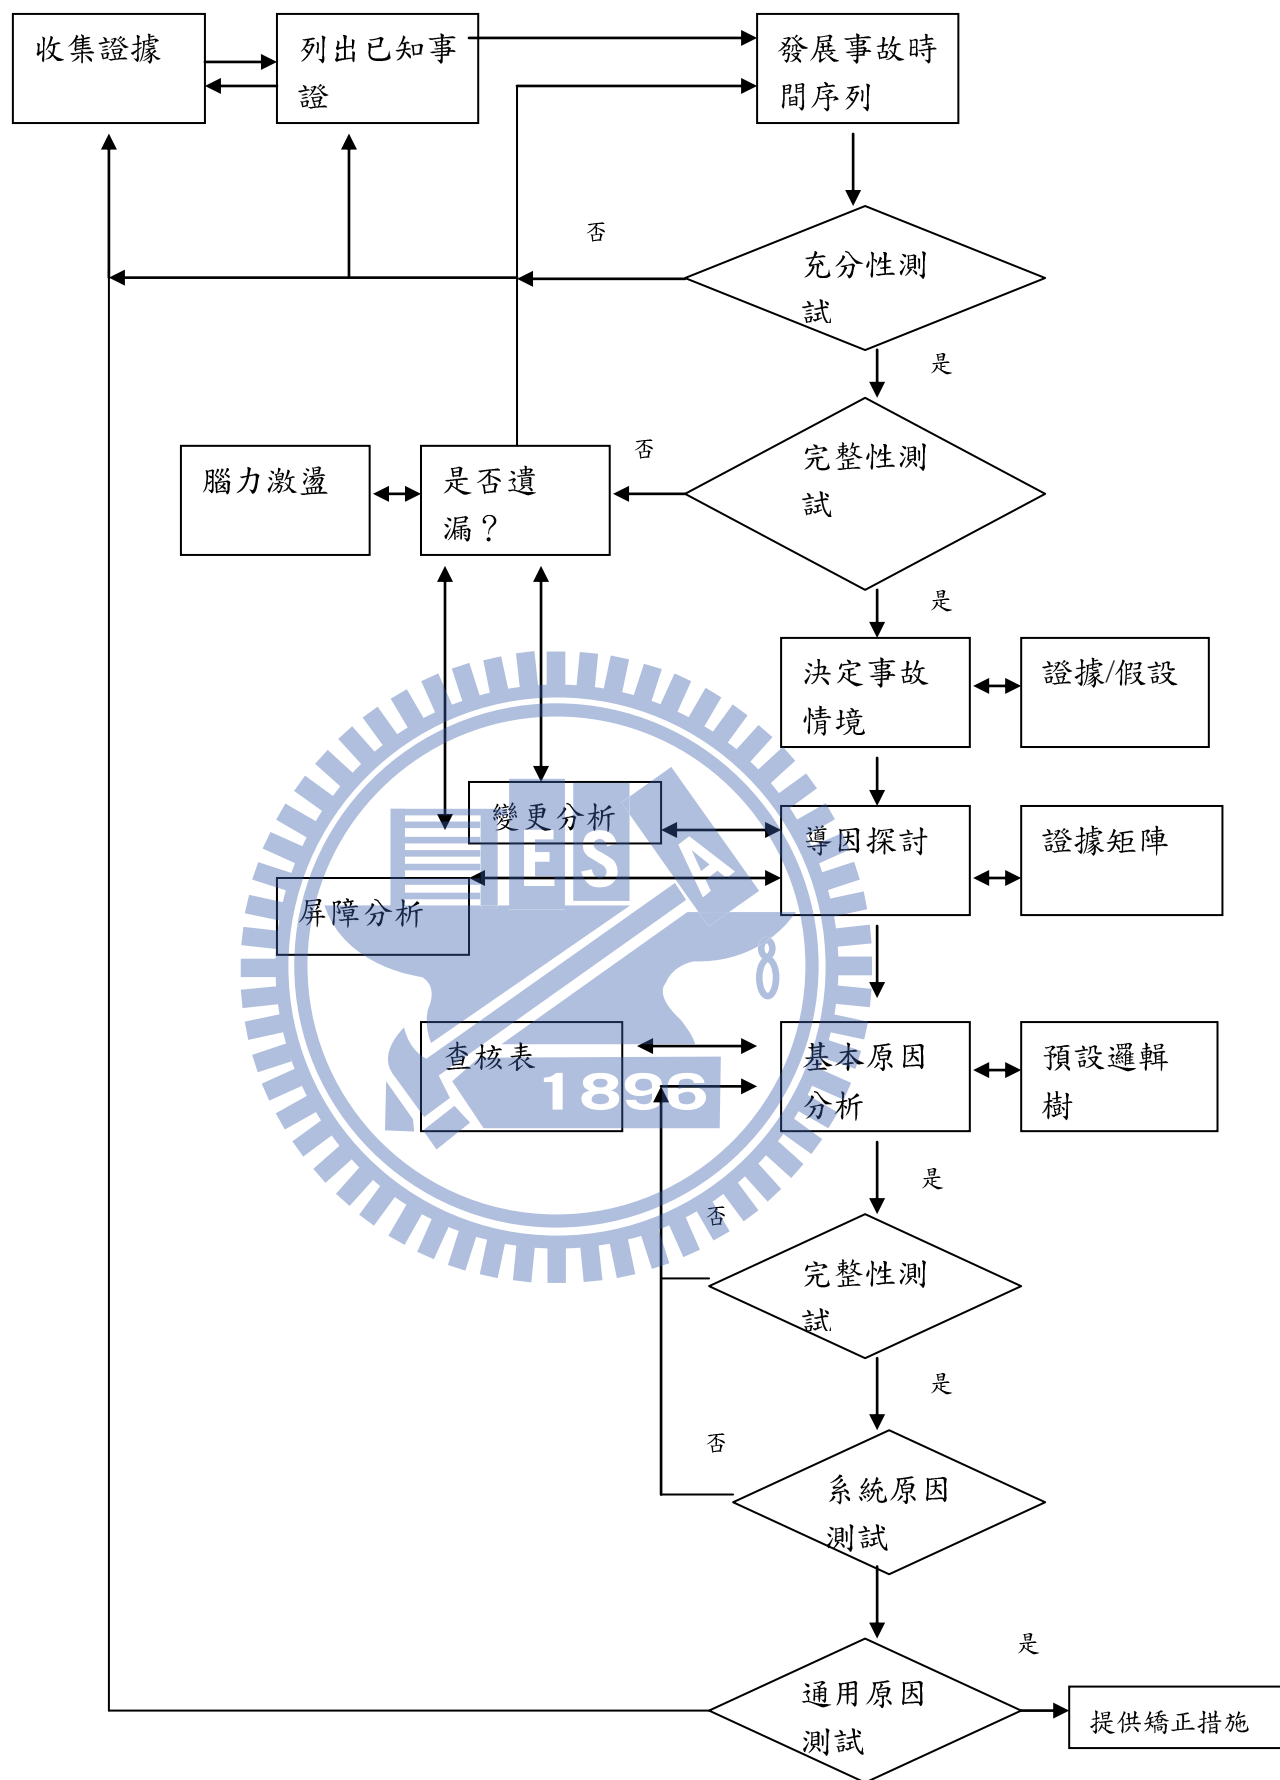 收集證據
列出已知事
證
發展事故時
間序列
否
充分性測
試
是
腦力激盪
是否遺
漏？
否
完整性測
試
是
決定事故
情境
證據/假設
變更分析
導因探討
證據矩陣
屏障分析
查核表
基本原因
分析
預設邏輯
樹
IESA
8
1896
是
否
完整性測
試
是
否
系統原因
測試
是
通用原因
測試
提供矯正措施